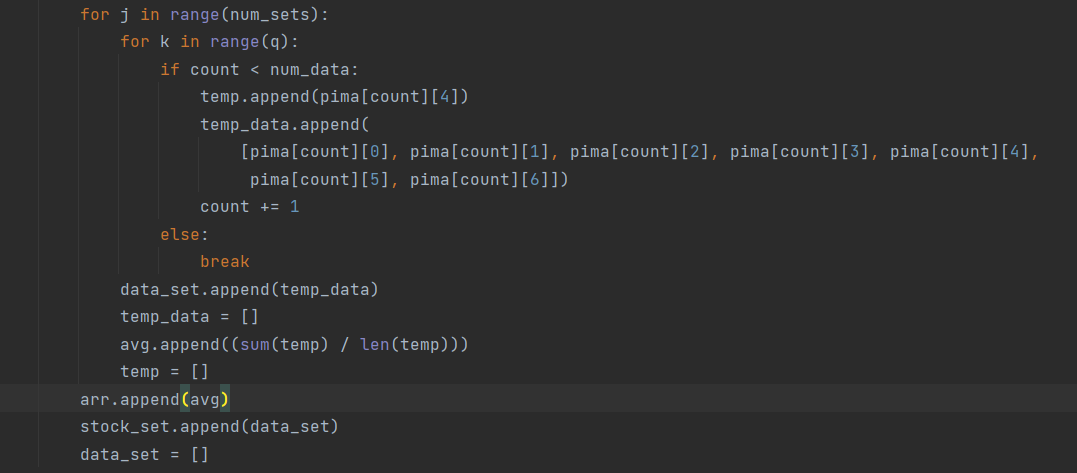 for j in range(num_sets):
    for k in range(q):
        if count < num_data:
            temp.append(pima[count][4])
            temp_data.append(
                [pima[count][0], pima[count][1], pima[count][2], pima[count][3], pima[count][4],
                 pima[count][5], pima[count][6]])
            count += 1
        else:
            break
    data_set.append(temp_data)
    temp_data = []
    avg.append((sum(temp) / len(temp)))
    temp = []
arr.append(avg)
stock_set.append(data_set)
data_set = []